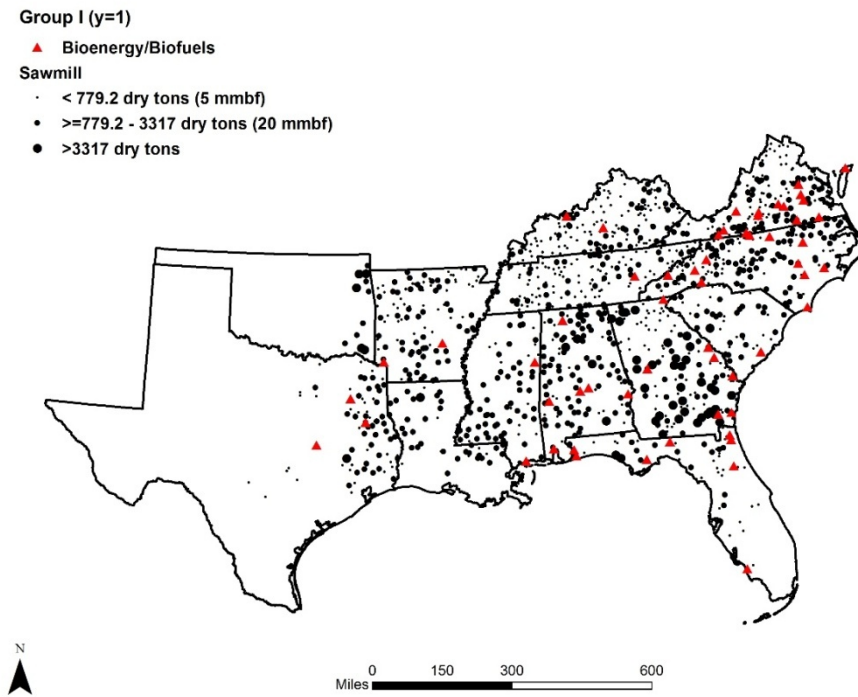 Group I (y=1)
Bioenergy/Biofuels
Sawmill
< 779.2 dry tons (5 mmbf)
>=779.2 - 3317 dry tons (20 mmbf)
>3317 dry tons
N
0 150 300 600
Miles